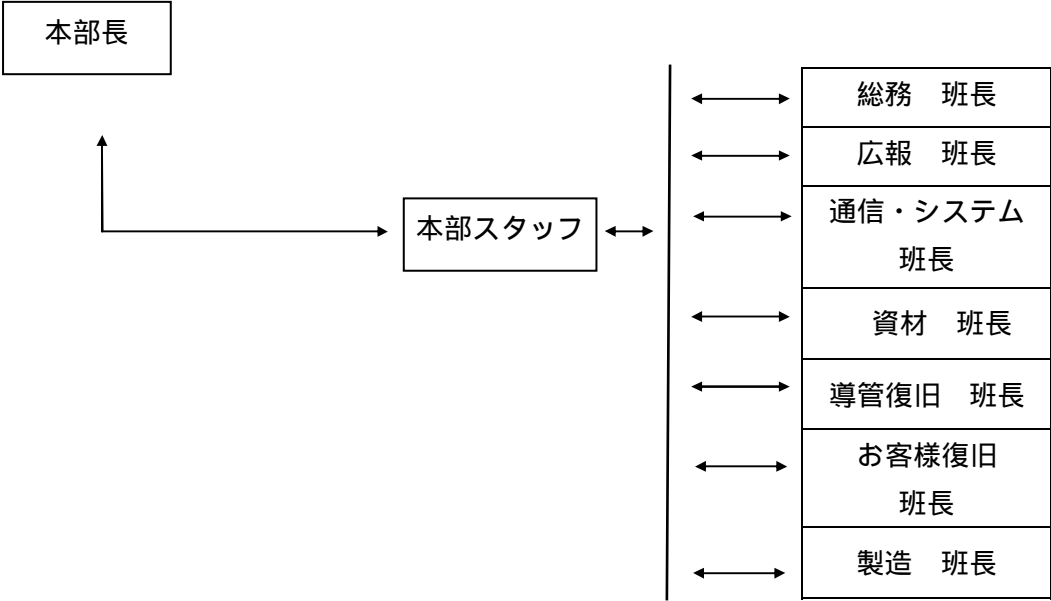 本部長
総務　班長
広報　班長
本部スタッフ
通信・システム
班長
資材　班長
導管復旧　班長
お客様復旧
班長
製造　班長